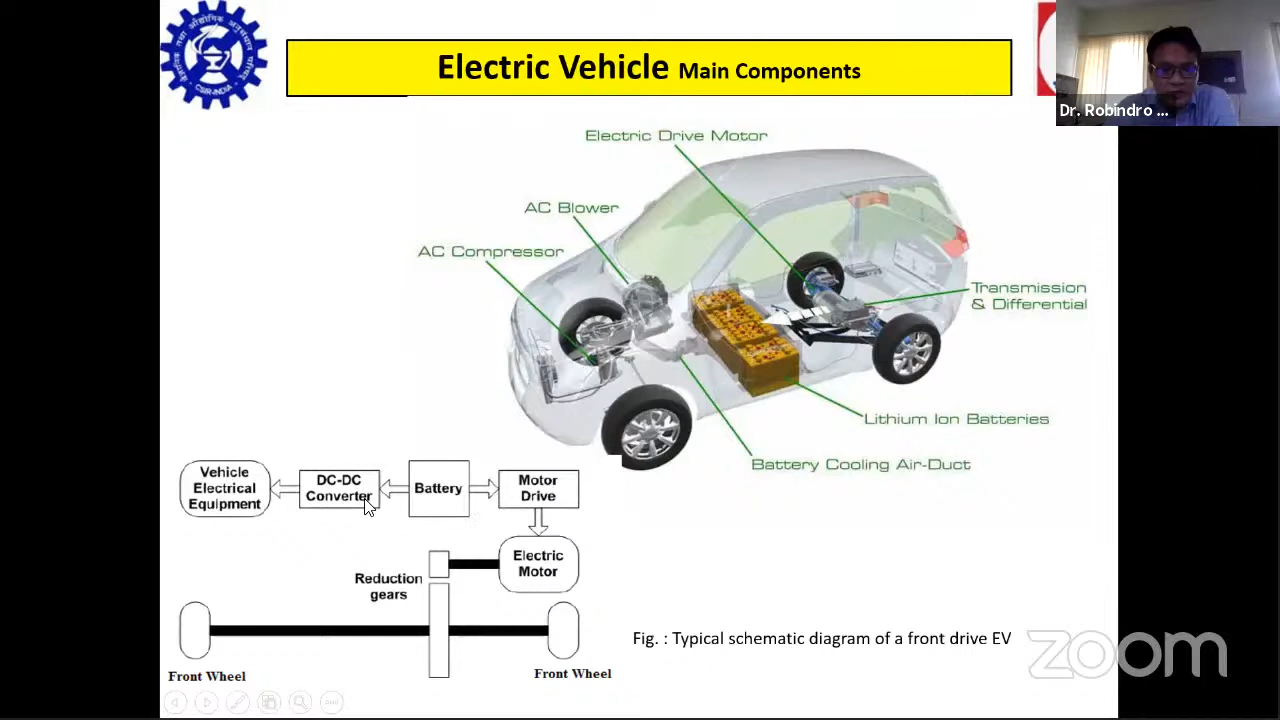 Electric Vehicle Main Components
Dr. Robindro ...
Electric Drive Motor
AC Blower
AC Compressor
Transmission
& Differential
Lithium Ion Batteries
Battery Cooling Air-Duct
Vehicle
Electrical
Equipment
DC-DC
Converter
Battery
Motor
Drive
Electric
Motor
Reduction
gears
Front Wheel
Front Wheel
Fig. : Typical schematic diagram of a front drive EV
zoom
CSIR-INDIA